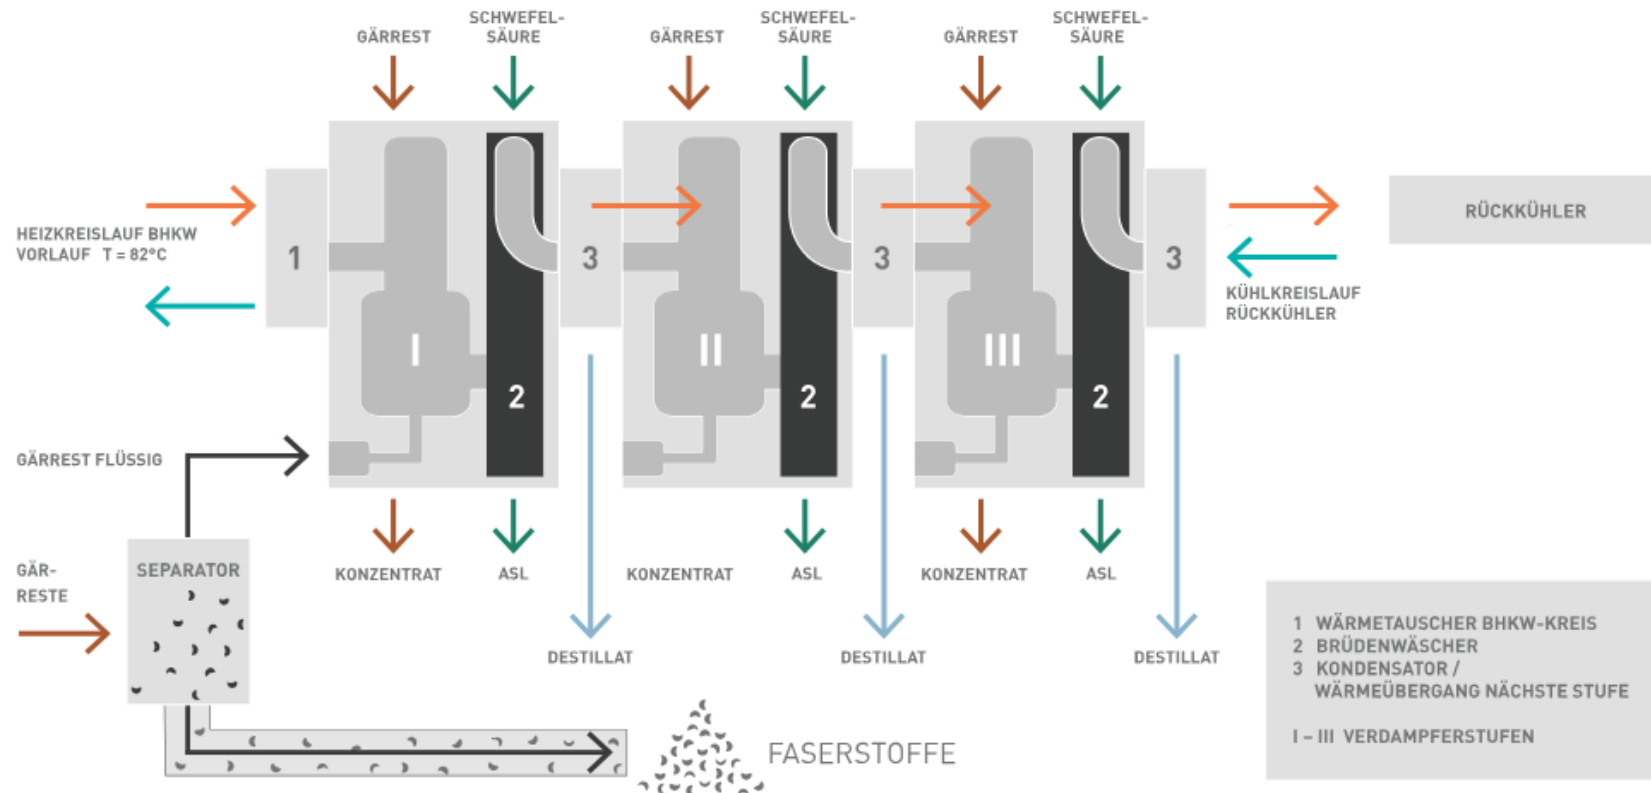 GÄRREST
SCHWEFEL-
SÄURE
GÄRREST
SCHWEFEL-
SÄURE
GÄRREST
SCHWEFEL-
SÄURE
HEIZKREISLAUF BHKW
VORLAUF T = 82°C
1
I
2
3
II
2
3
III
2
3
RÜCKKÜHLER
KÜHLKREISLAUF
RÜCKKÜHLER
GÄRREST FLÜSSIG
GÄR-
RESTE
SEPARATOR
KONZENTRAT
ASL
KONZENTRAT
ASL
KONZENTRAT
ASL
DESTILLAT
DESTILLAT
DESTILLAT
FASERSTOFFE
1 WÄRMETAUSCHER BHKW-KREIS
2 BRÜDENWÄSCHER
3 KONDENSATOR /
WÄRMEÜBERGANG NÄCHSTE STUFE
I – III VERDAMPFERSTUFEN